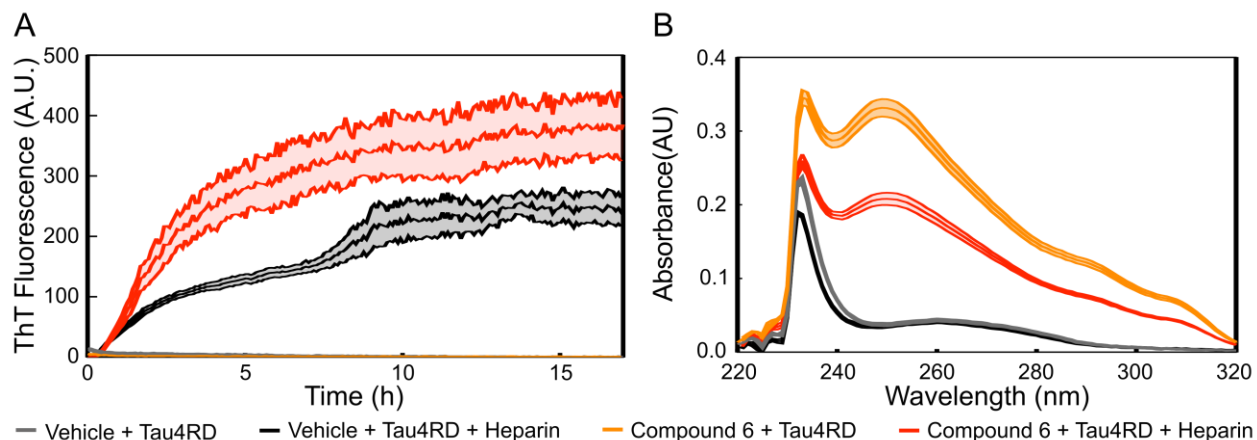 A
B
ThT Fluorescence (A.U.)
500
400
300
200
100
0
0 5 10 15
Time (h)
Absorbance(AU)
0.4
0.3
0.2
0.1
0.0
220 240 260 280 300 320
Wavelength (nm)
Vehicle + Tau4RD Vehicle + Tau4RD + Heparin Compound 6 + Tau4RD Compound 6 + Tau4RD + Heparin